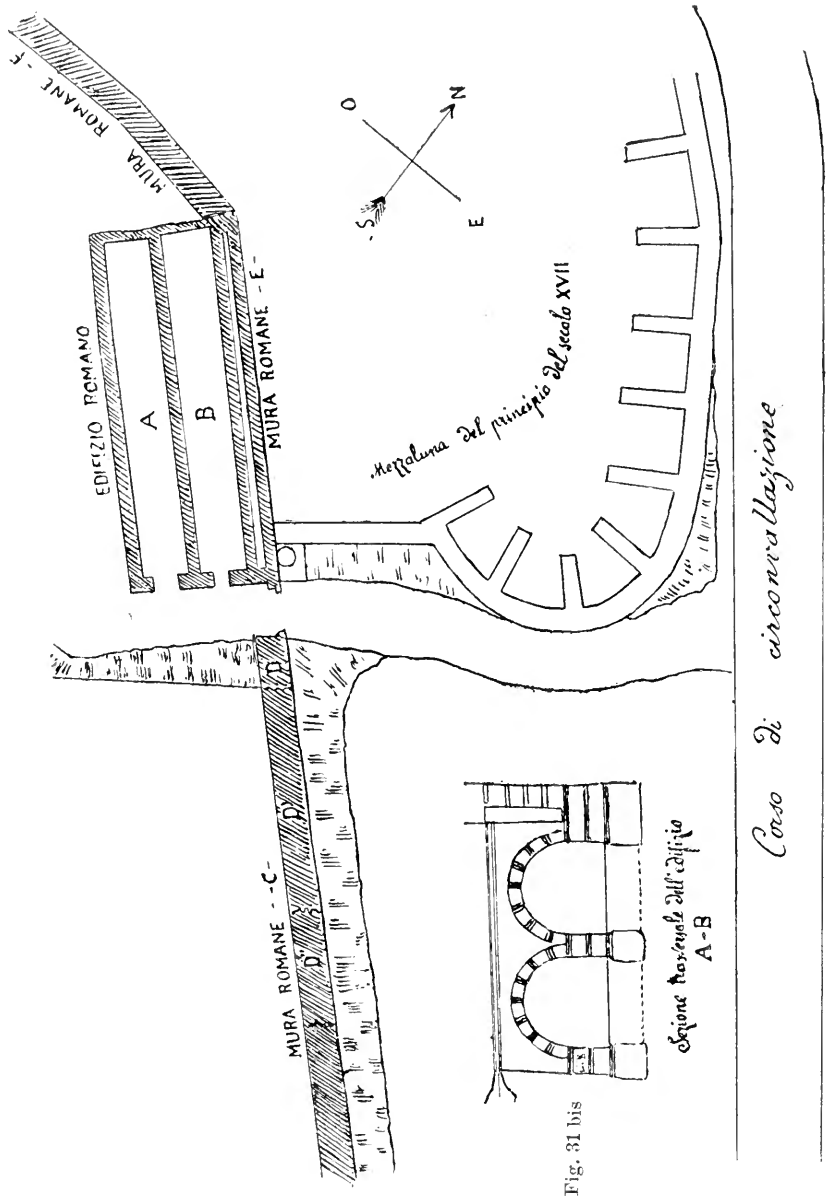 MURA ROMANE -F-
EDIFIZIO ROMANO
A
B
MURA ROMANE -E-
O
N
S
E
Mezzaluna del principio del secolo XVII
MURA ROMANE -C-
D
D'
D"
Sezione trasversale dell'edifizio
A-B
Corso di circonvallazione
Fig. 31 bis